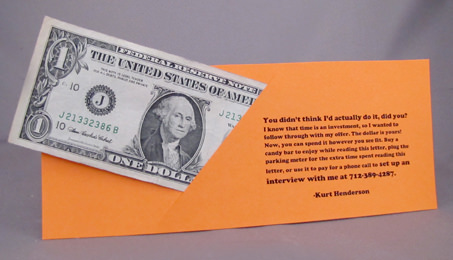 FEDERAL RESERVE NOTE
THE UNITED STATES OF AMERI
10
J
J21332386B
J213
10
ONE DOLL
1
1
You didn't think I'd actually do it, did you?
I know that time is an investment, so I wanted to
follow through with my offer. The dollar is yours!
Now, you can spend it however you see fit. Buy a
candy bar to enjoy while reading this letter, plug the
parking meter for the extra time spent reading this
letter, or use it to pay for a phone call to set up an
interview with me at 712-389-4287.
-Kurt Henderson